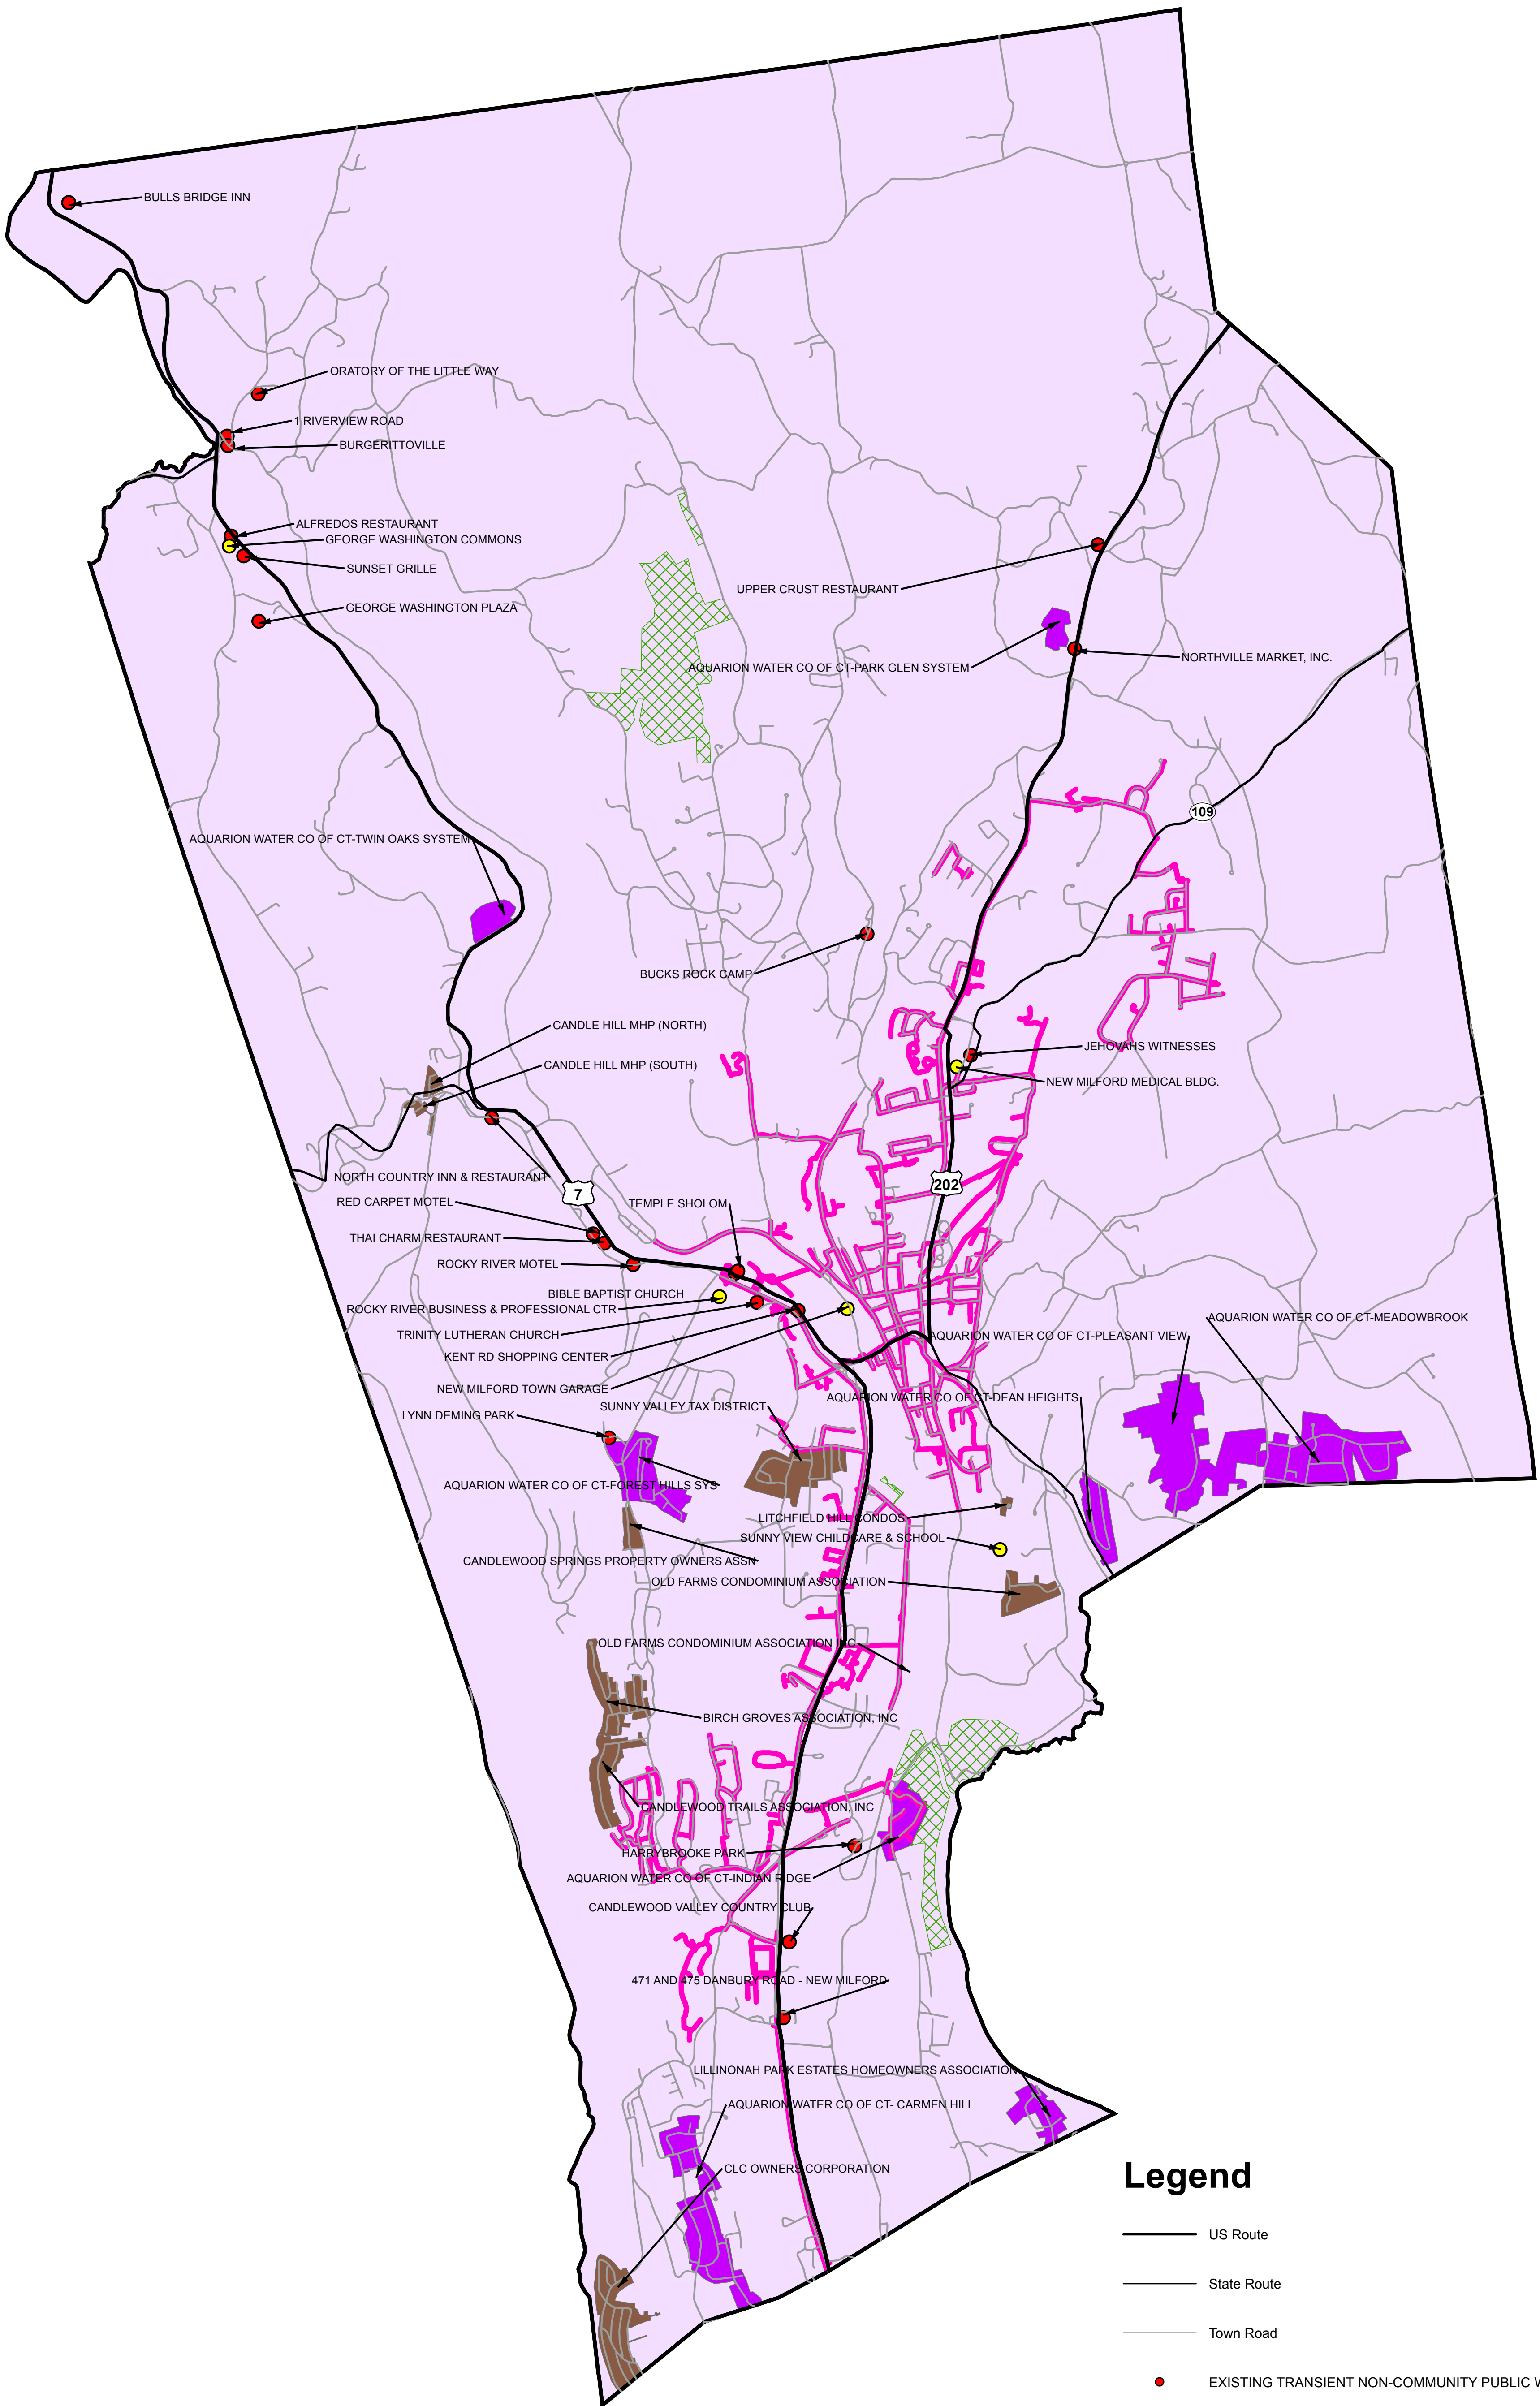 BULLS BRIDGE INN
ORATORY OF THE LITTLE WAY
1 RIVERVIEW ROAD
BURGERITTOVILLE
ALFREDOS RESTAURANT
GEORGE WASHINGTON COMMONS
SUNSET GRILLE
UPPER CRUST RESTAURANT
GEORGE WASHINGTON PLAZA
NORTHVILLE MARKET, INC.
AQUARION WATER CO OF CT-PARK GLEN SYSTEM
109
AQUARION WATER CO OF CT-TWIN OAKS SYSTEM
BUCKS ROCK CAMP
CANDLE HILL MHP (NORTH)
JEHOVAHS WITNESSES
CANDLE HILL MHP (SOUTH)
NEW MILFORD MEDICAL BLDG.
NORTH COUNTRY INN & RESTAURANT
202
7
RED CARPET MOTEL
TEMPLE SHOLOM
THAI CHARM RESTAURANT
ROCKY RIVER MOTEL
BIBLE BAPTIST CHURCH
ROCKY RIVER BUSINESS & PROFESSIONAL CTR
AQUARION WATER CO OF CT-MEADOWBROOK
TRINITY LUTHERAN CHURCH
AQUARION WATER CO OF CT-PLEASANT VIEW
KENT RD SHOPPING CENTER
NEW MILFORD TOWN GARAGE
AQUARION WATER CO OF CT-DEAN HEIGHTS
SUNNY VALLEY TAX DISTRICT
LYNN DEMING PARK
AQUARION WATER CO OF CT-FOREST HILLS SYS
LITCHFIELD HILL CONDOS
SUNNY VIEW CHILDCARE & SCHOOL
CANDLEWOOD SPRINGS PROPERTY OWNERS ASSN
OLD FARMS CONDOMINIUM ASSOCIATION
OLD FARMS CONDOMINIUM ASSOCIATION INC
BIRCH GROVES ASSOCIATION, INC
CANDLEWOOD TRAILS ASSOCIATION, INC
HARRYBROOKE PARK
AQUARION WATER CO OF CT-INDIAN RIDGE
CANDLEWOOD VALLEY COUNTRY CLUB
471 AND 475 DANBURY ROAD - NEW MILFORD
LILLINONAH PARK ESTATES HOMEOWNERS ASSOCIATION
AQUARION WATER CO OF CT- CARMEN HILL
CLC OWNERS CORPORATION
Legend
US Route
State Route
Town Road
EXISTING TRANSIENT NON-COMMUNITY PUBLIC